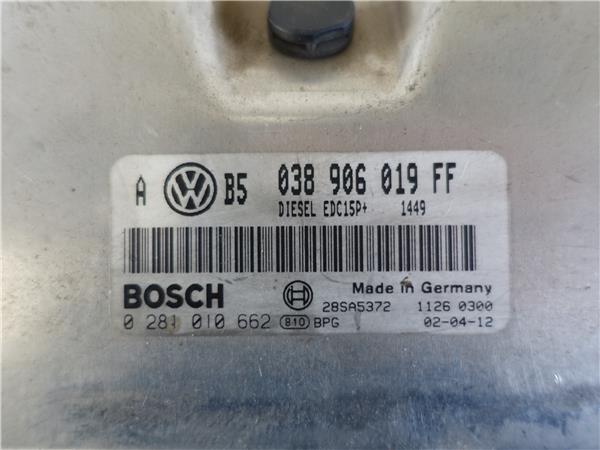 A VW B5 038 906 019 FF
DIESEL EDC15P+ 1449
BOSCH Made in Germany
28SA5372 1126 0300
0 281 010 662 810 BPG 02-04-12